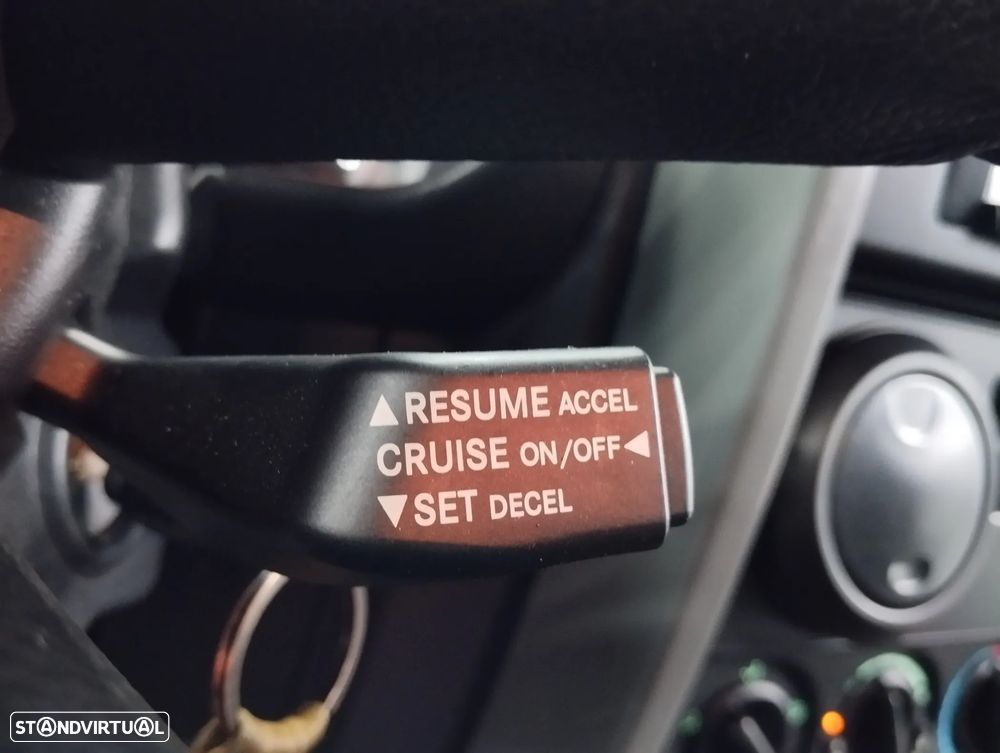 ▲RESUME ACCEL
CRUISE ON/OFF◀
▼SET DECEL
STANDVIRTUAL